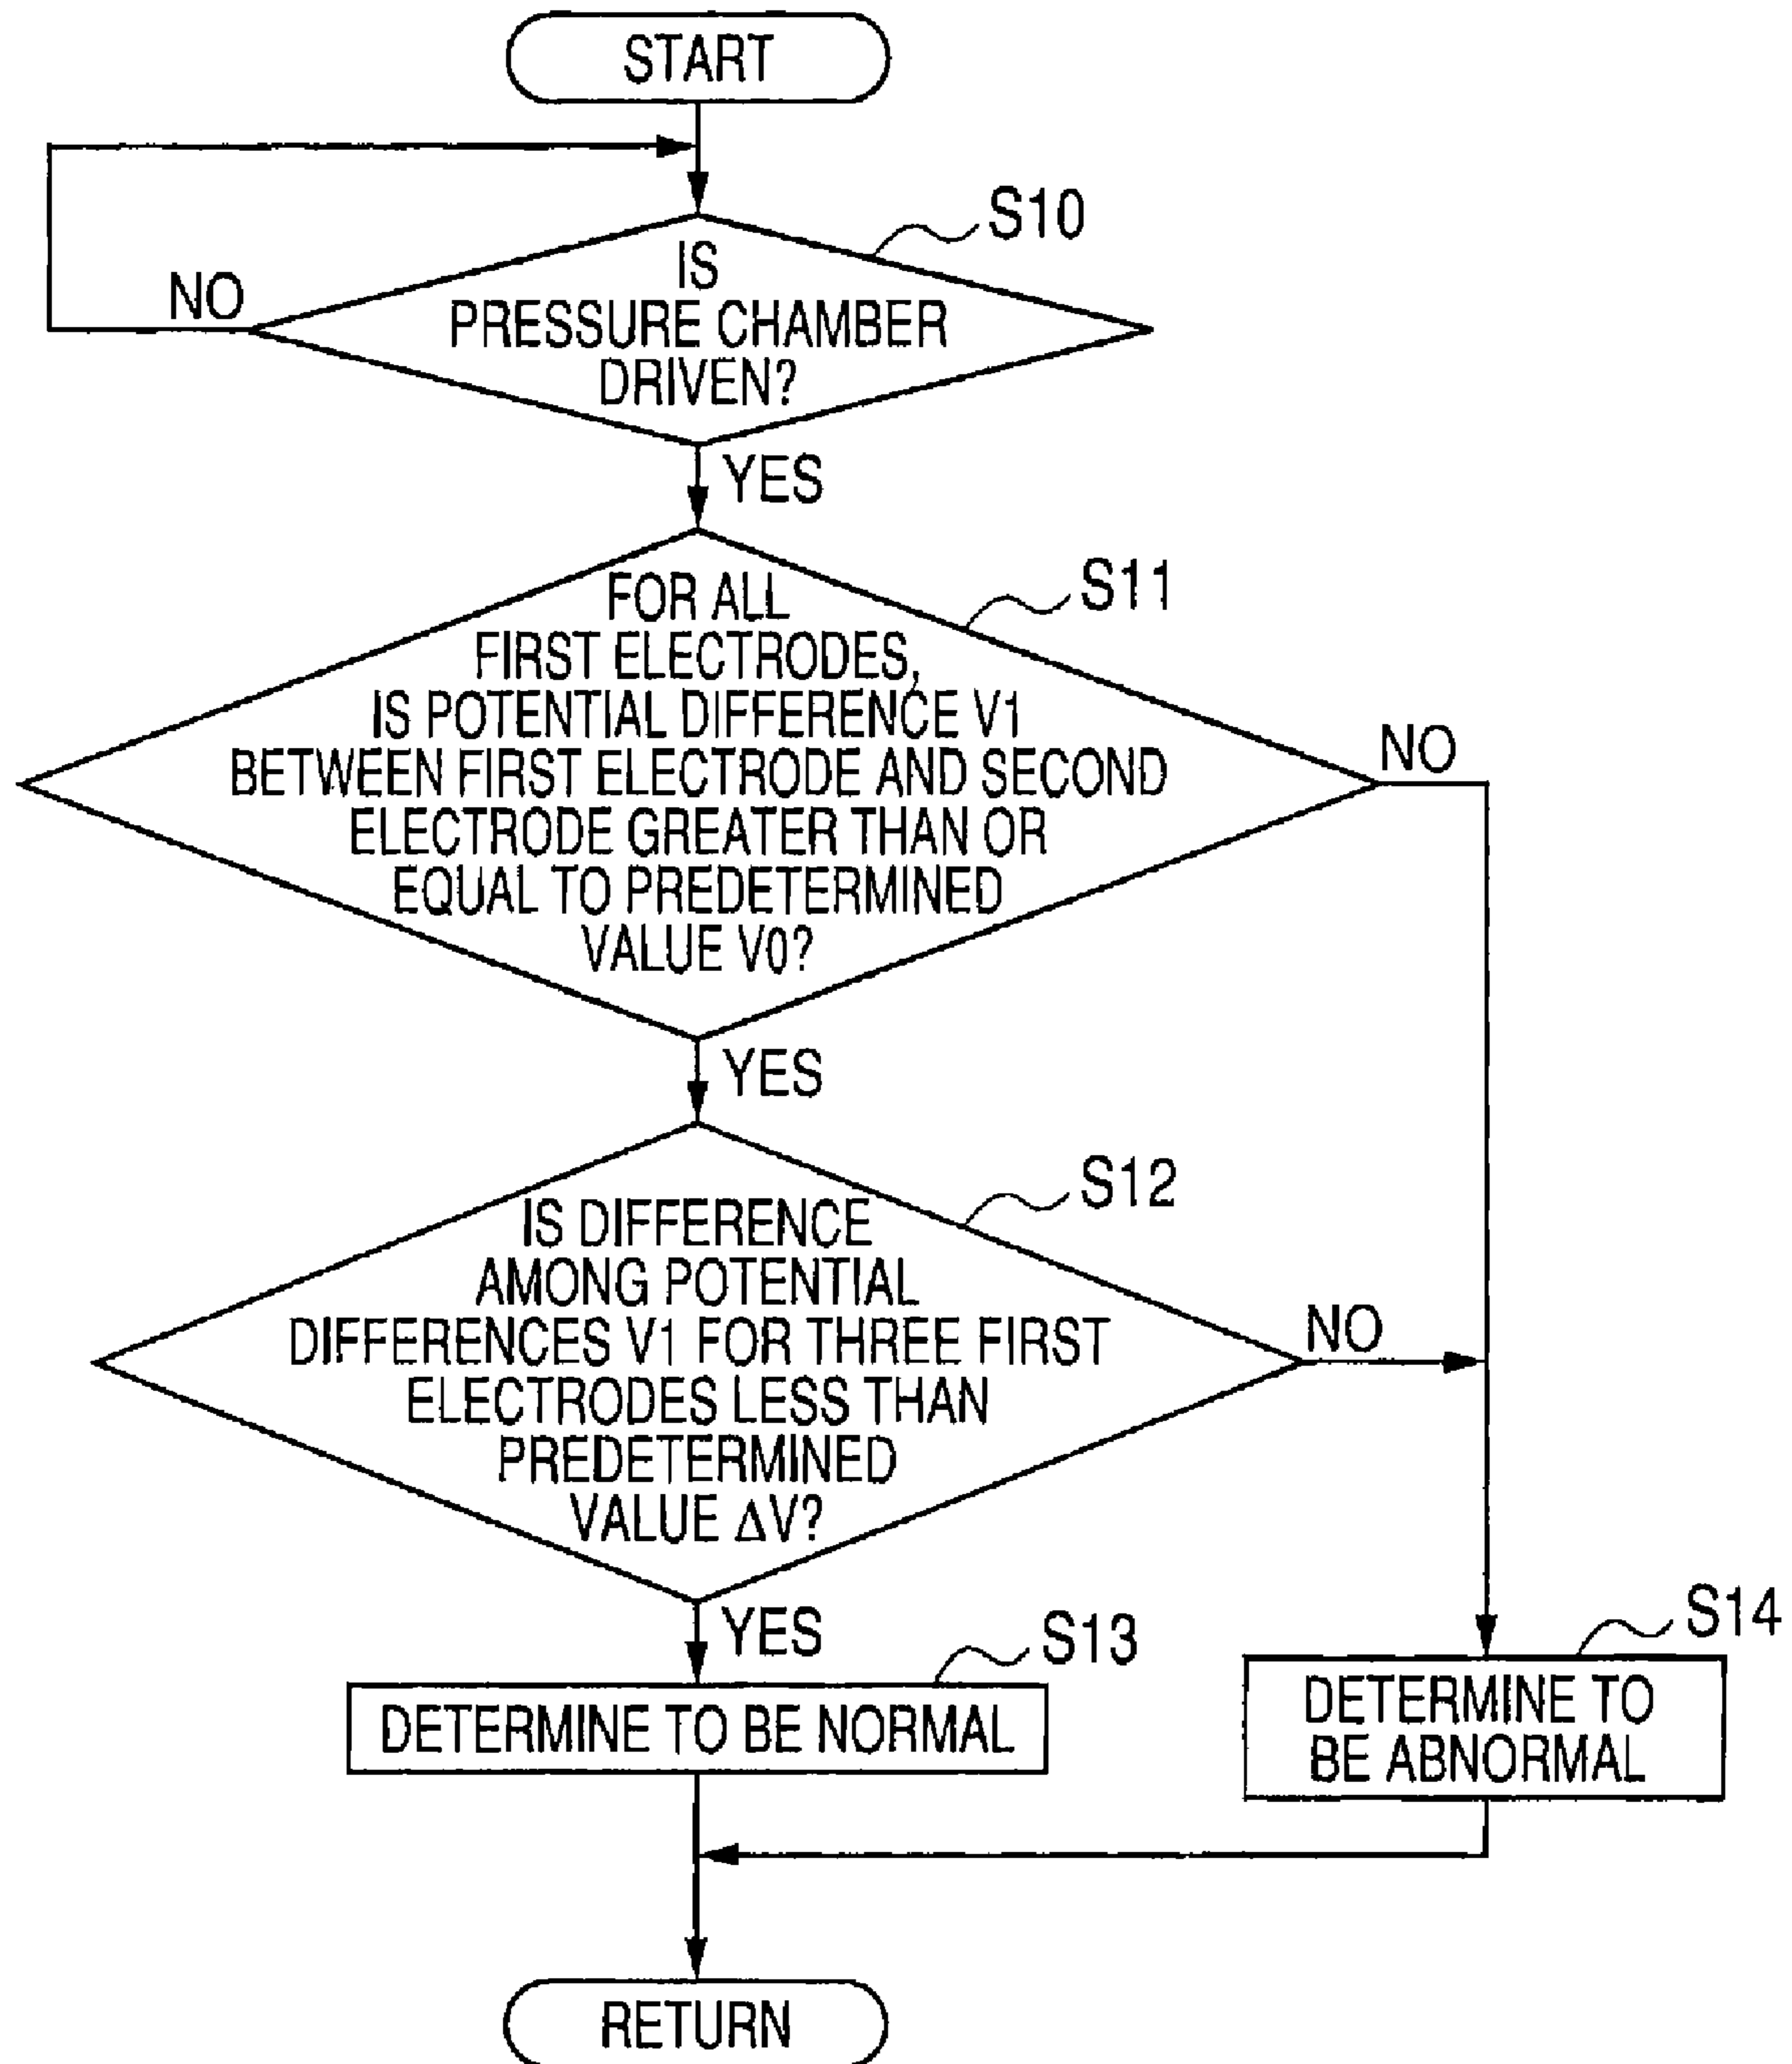 START
S10
IS
PRESSURE CHAMBER
DRIVEN?
NO
YES
S11
FOR ALL
FIRST ELECTRODES,
IS POTENTIAL DIFFERENCE V1
BETWEEN FIRST ELECTRODE AND SECOND
ELECTRODE GREATER THAN OR
EQUAL TO PREDETERMINED
VALUE V0?
NO
YES
S12
IS DIFFERENCE
AMONG POTENTIAL
DIFFERENCES V1 FOR THREE FIRST
ELECTRODES LESS THAN
PREDETERMINED
VALUE ΔV?
NO
YES
S13
DETERMINE TO BE NORMAL
S14
DETERMINE TO
BE ABNORMAL
RETURN